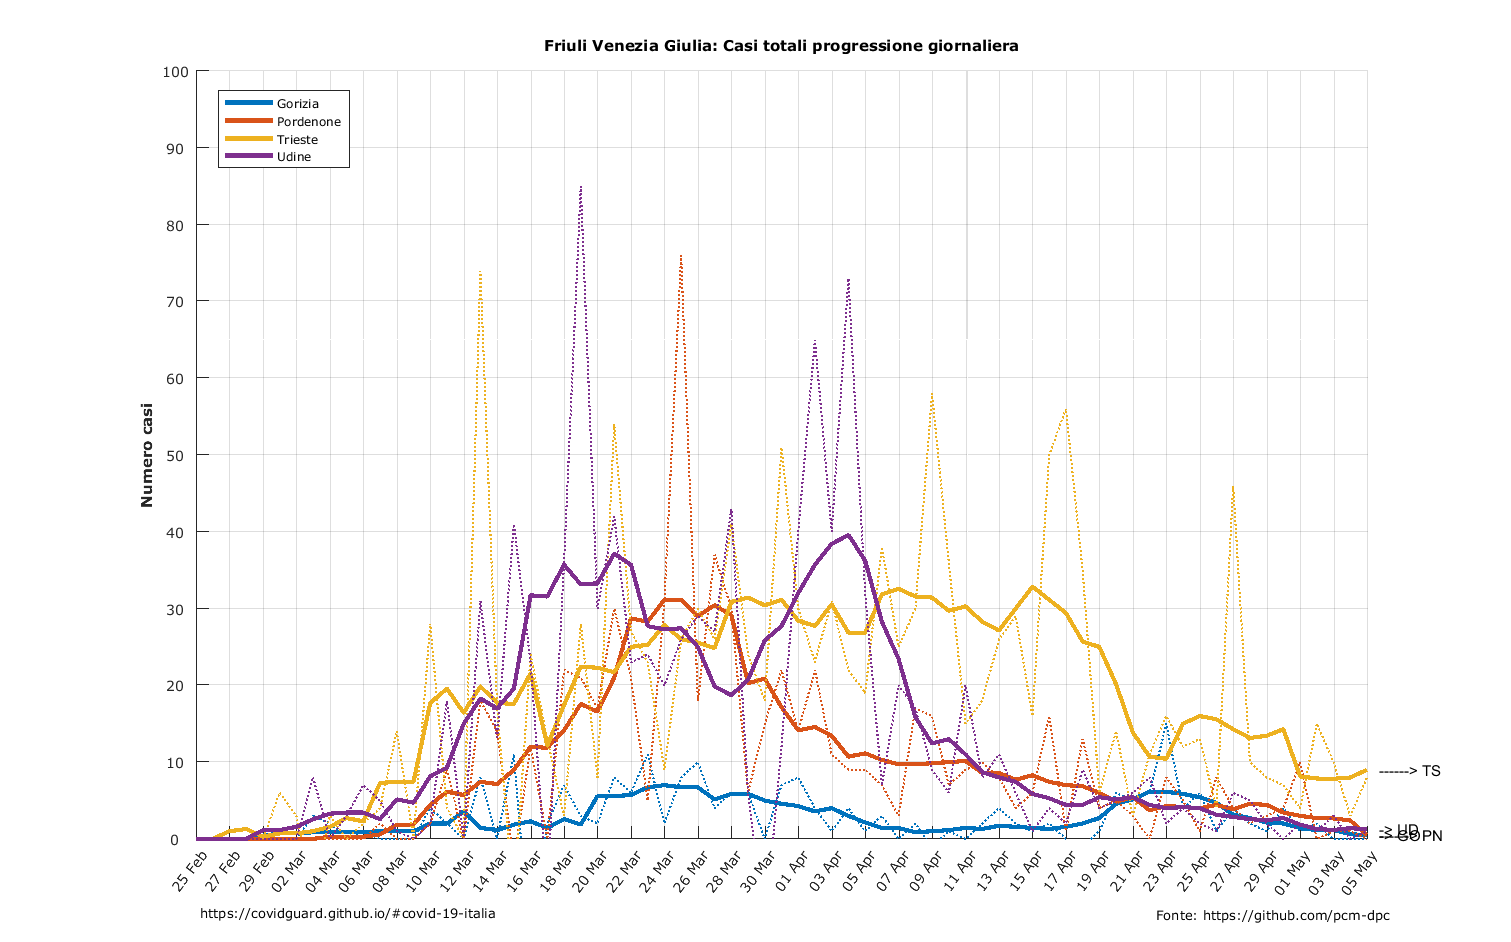 Friuli Venezia Giulia: Casi totali progressione giornaliera
Numero casi
100
90
80
70
60
50
40
30
20
10
0
Gorizia
Pordenone
Trieste
Udine
25 Feb
27 Feb
29 Feb
02 Mar
04 Mar
06 Mar
08 Mar
10 Mar
12 Mar
14 Mar
16 Mar
18 Mar
20 Mar
22 Mar
24 Mar
26 Mar
28 Mar
30 Mar
01 Apr
03 Apr
05 Apr
07 Apr
09 Apr
11 Apr
13 Apr
15 Apr
17 Apr
19 Apr
21 Apr
23 Apr
25 Apr
27 Apr
29 Apr
01 May
03 May
05 May
------> TS
-> UD
PN
https://covidguard.github.io/#covid-19-italia
Fonte: https://github.com/pcm-dpc